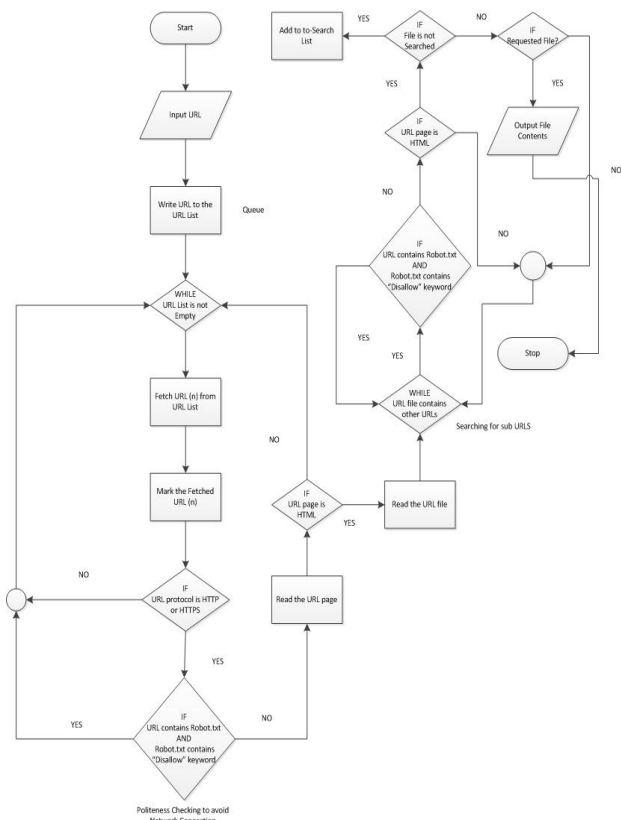 Start
Input URL
Write URL to the
URL List
Queue
WHILE
URL List is not
Empty
Fetch URL (n) from
URL List
Mark the Fetched
URL (n)
IF
URL protocol is HTTP
or HTTPS
NO
YES
IF
URL contains Robot.txt
AND
Robot.txt contains
"Disallow" keyword
YES
NO
Politeness Checking to avoid
Read the URL page
IF
URL page is
HTML
NO
YES
Read the URL file
WHILE
URL file contains
other URLs
Searching for sub URLS
YES
YES
IF
URL contains Robot.txt
AND
Robot.txt contains
"Disallow" keyword
NO
IF
URL page is
HTML
NO
YES
IF
File is not
Searched
YES
Add to to-Search
List
NO
IF
Requested File?
YES
Output File
Contents
NO
Stop